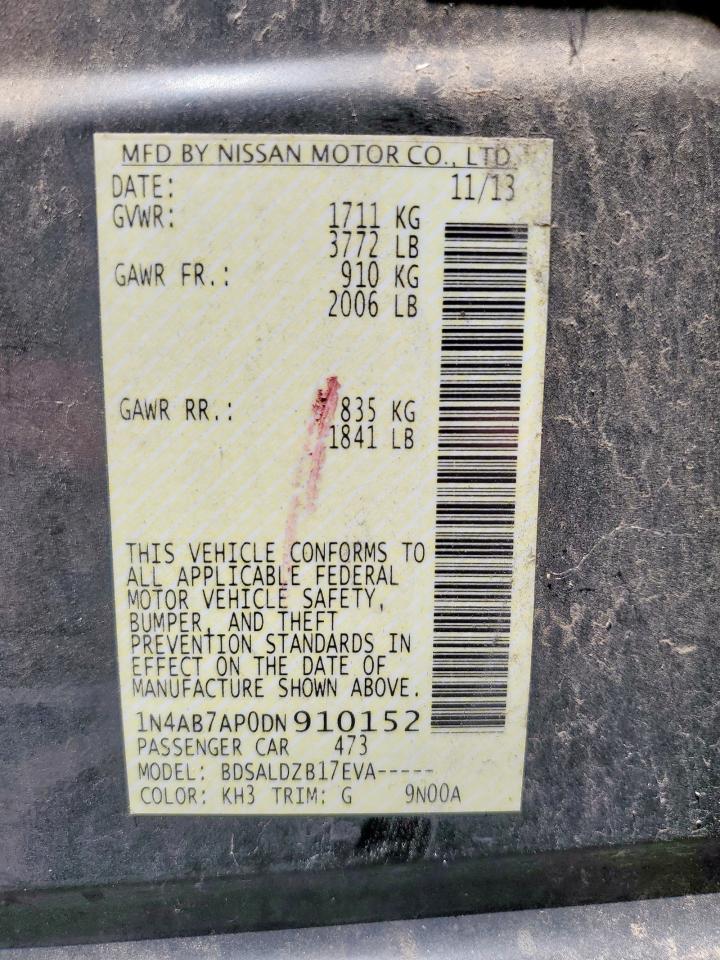 MFD BY NISSAN MOTOR CO., LTD.
DATE: 11/13
GVWR: 1711 KG
3772 LB
GAWR FR.: 910 KG
2006 LB
GAWR RR.: 835 KG
1841 LB
THIS VEHICLE CONFORMS TO
ALL APPLICABLE FEDERAL
MOTOR VEHICLE SAFETY,
BUMPER, AND THEFT
PREVENTION STANDARDS IN
EFFECT ON THE DATE OF
MANUFACTURE SHOWN ABOVE.
1N4AB7AP0DN910152
PASSENGER CAR 473
MODEL: BDSALDZB17EVA-----
COLOR: KH3 TRIM: G 9N00A